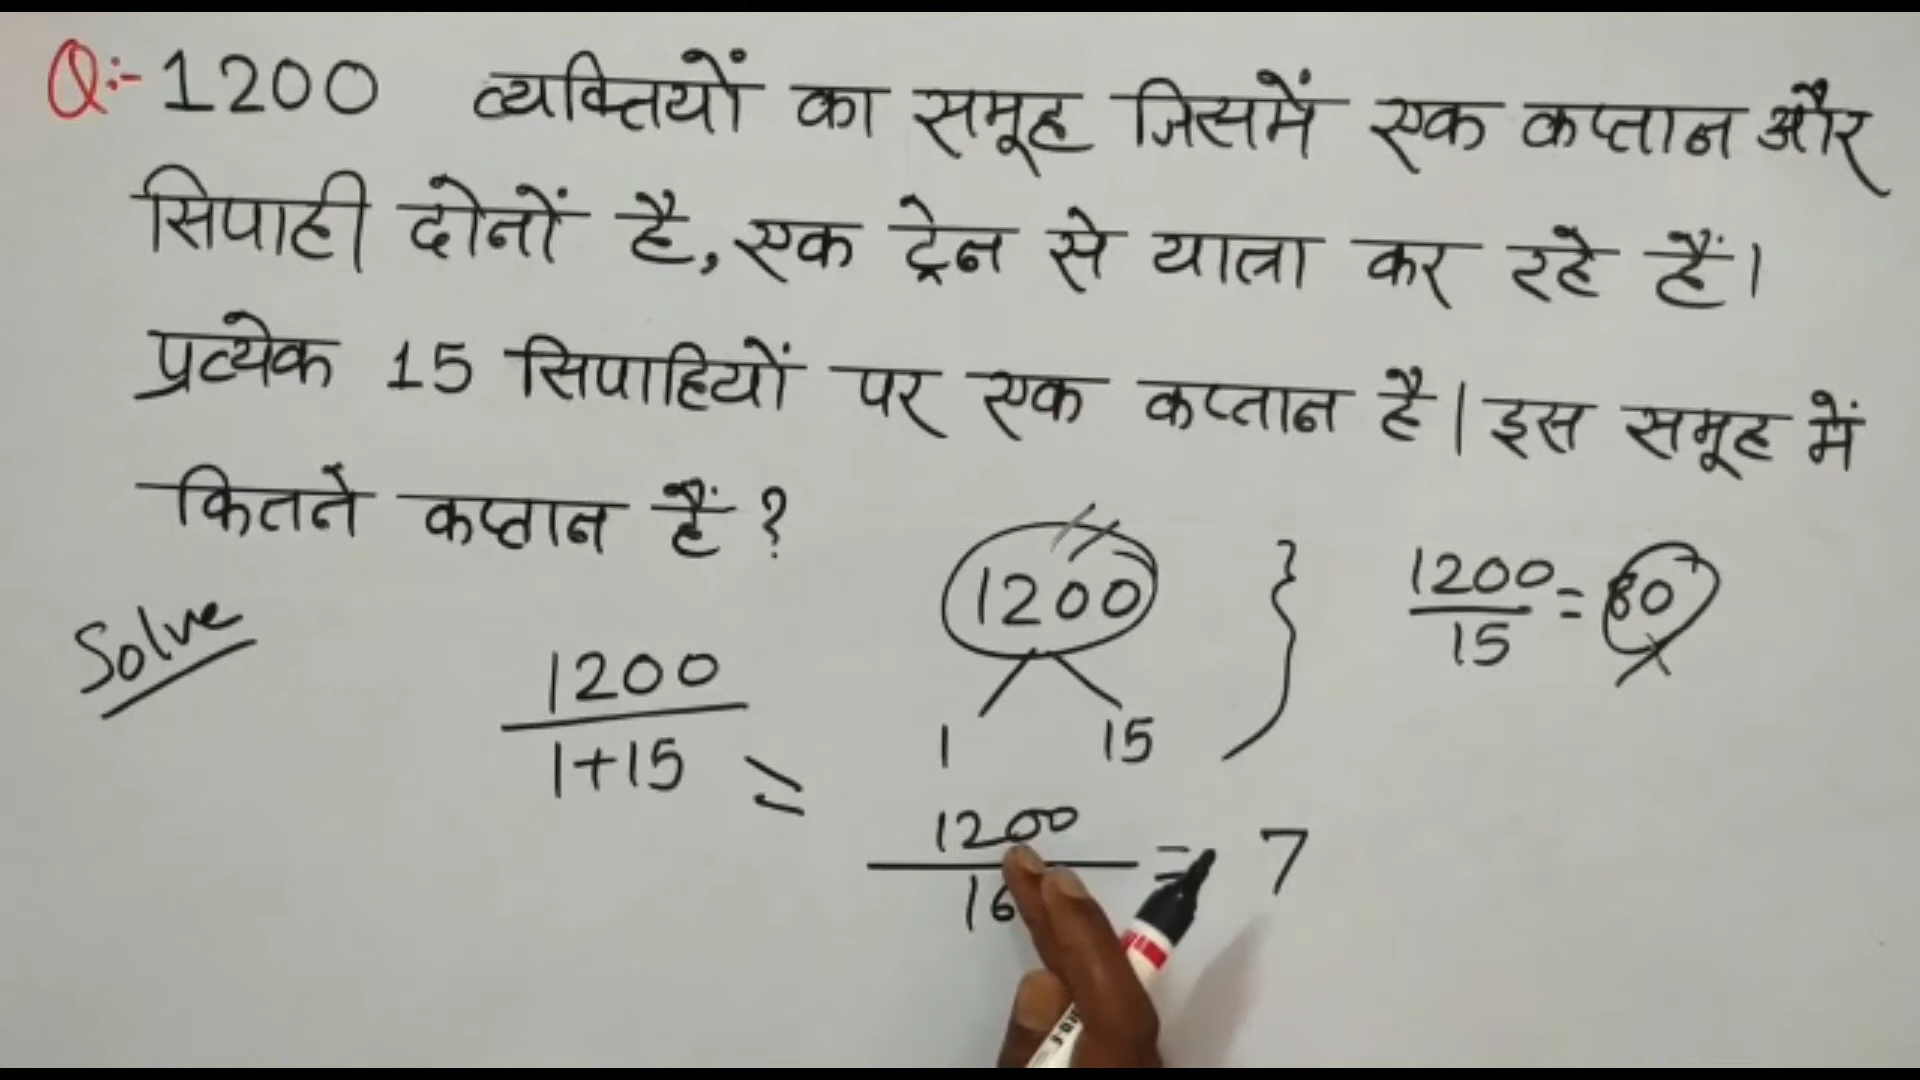 Q:- 1200 व्यक्तियों का समूह जिसमें एक कप्तान और
सिपाही दोनों है, एक ट्रेन से यात्रा कर रहे हैं।
प्रत्येक 15 सिपाहियों पर एक कप्तान है। इस समूह में
कितने कप्तान हैं ?
Solve
1200
1 15
1200/15 = 80
1200/1+15 =
1200/16 = 7